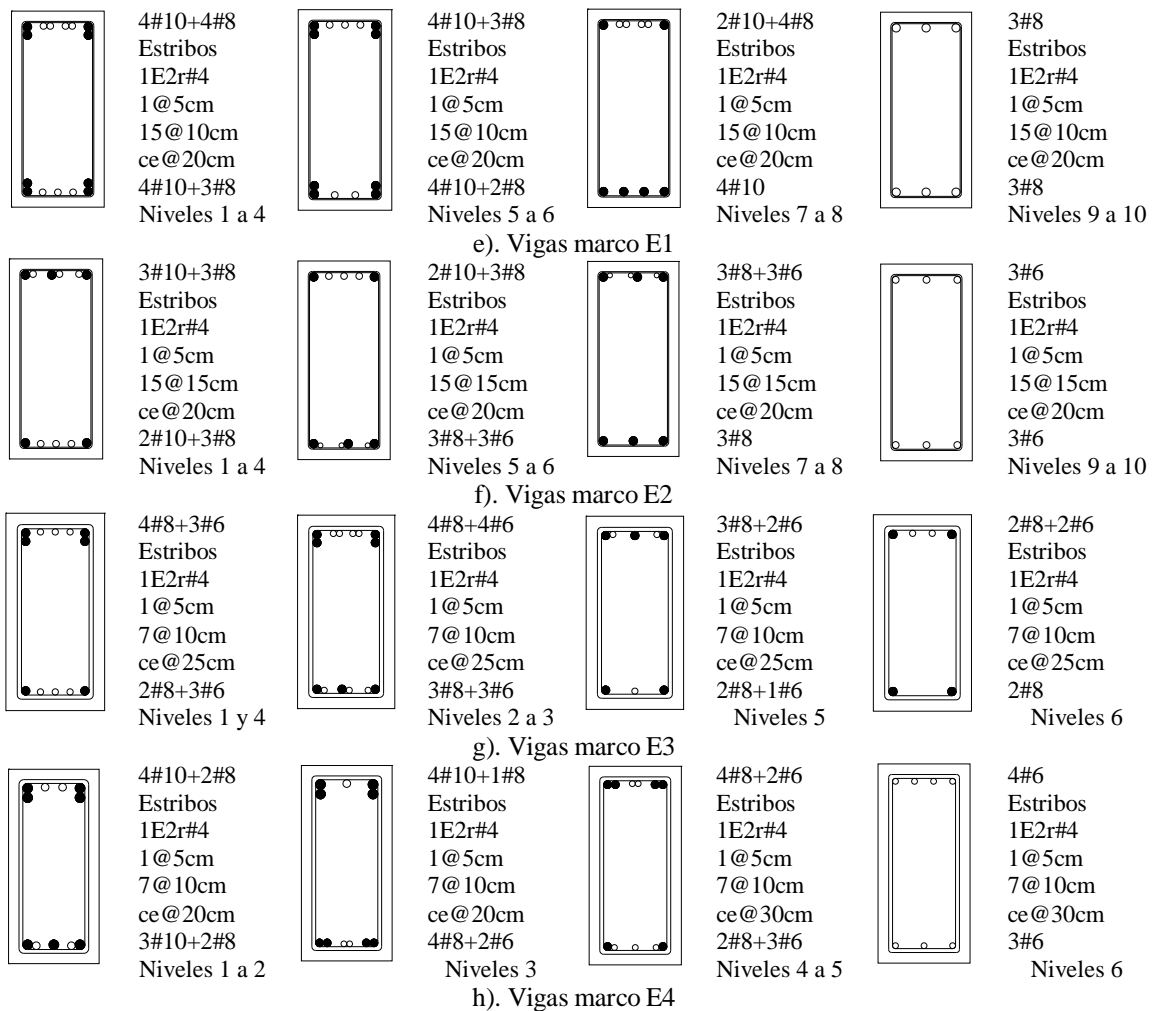 4#10+4#8
Estribos
1E2r#4
1@5cm
15@10cm
ce@20cm
4#10+3#8
Niveles 1 a 4
4#10+3#8
Estribos
1E2r#4
1@5cm
15@10cm
ce@20cm
4#10+2#8
Niveles 5 a 6
2#10+4#8
Estribos
1E2r#4
1@5cm
15@10cm
ce@20cm
4#10
Niveles 7 a 8
3#8
Estribos
1E2r#4
1@5cm
15@10cm
ce@20cm
3#8
Niveles 9 a 10
e). Vigas marco E1
3#10+3#8
Estribos
1E2r#4
1@5cm
15@15cm
ce@20cm
2#10+3#8
Niveles 1 a 4
2#10+3#8
Estribos
1E2r#4
1@5cm
15@15cm
ce@20cm
3#8+3#6
Niveles 5 a 6
3#8+3#6
Estribos
1E2r#4
1@5cm
15@15cm
ce@20cm
3#8
Niveles 7 a 8
3#6
Estribos
1E2r#4
1@5cm
15@15cm
ce@20cm
3#6
Niveles 9 a 10
f). Vigas marco E2
4#8+3#6
Estribos
1E2r#4
1@5cm
7@10cm
ce@25cm
2#8+3#6
Niveles 1 y 4
4#8+4#6
Estribos
1E2r#4
1@5cm
7@10cm
ce@25cm
3#8+3#6
Niveles 2 a 3
3#8+2#6
Estribos
1E2r#4
1@5cm
7@10cm
ce@25cm
2#8+1#6
Niveles 5
2#8+2#6
Estribos
1E2r#4
1@5cm
7@10cm
ce@25cm
2#8
Niveles 6
g). Vigas marco E3
4#10+2#8
Estribos
1E2r#4
1@5cm
7@10cm
ce@20cm
3#10+2#8
Niveles 1 a 2
4#10+1#8
Estribos
1E2r#4
1@5cm
7@10cm
ce@20cm
4#8+2#6
Niveles 3
4#8+2#6
Estribos
1E2r#4
1@5cm
7@10cm
ce@30cm
2#8+3#6
Niveles 4 a 5
4#6
Estribos
1E2r#4
1@5cm
7@10cm
ce@30cm
3#6
Niveles 6
h). Vigas marco E4